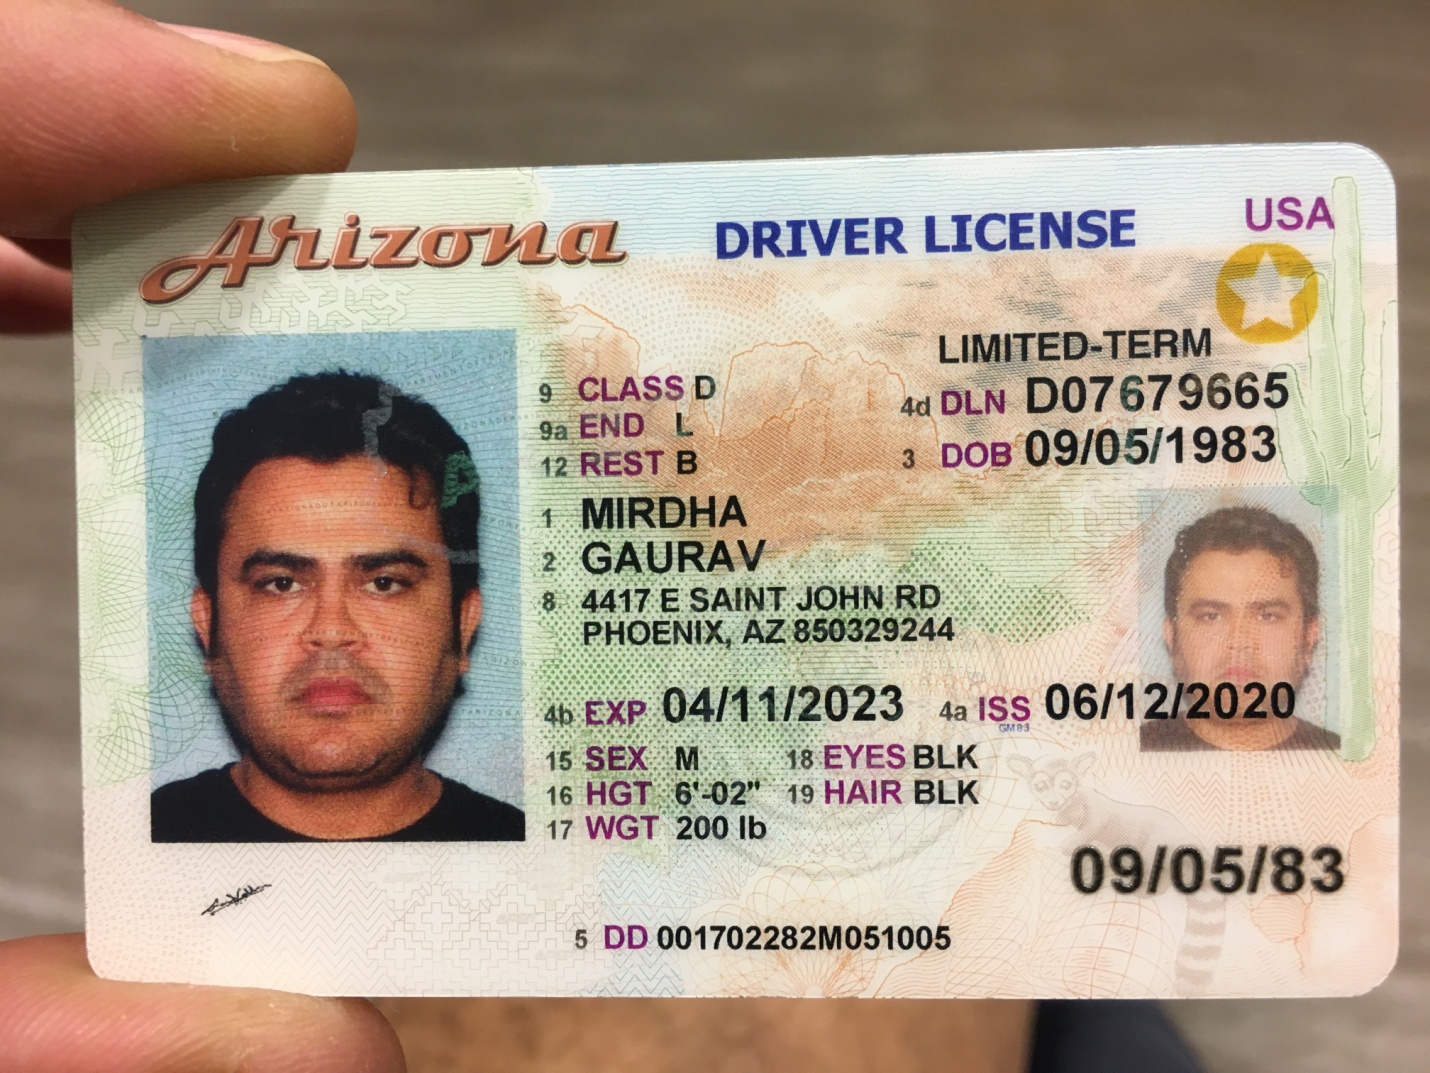 Arizona DRIVER LICENSE USA
LIMITED-TERM
9 CLASS D
4d DLN D07679665
9a END L
3 DOB 09/05/1983
12 REST B
1 MIRDHA
2 GAURAV
8 4417 E SAINT JOHN RD
PHOENIX, AZ 850329244
4b EXP 04/11/2023 4a ISS 06/12/2020
GM83
15 SEX M 18 EYES BLK
16 HGT 6'-02" 19 HAIR BLK
17 WGT 200 lb
09/05/83
5 DD 001702282M051005